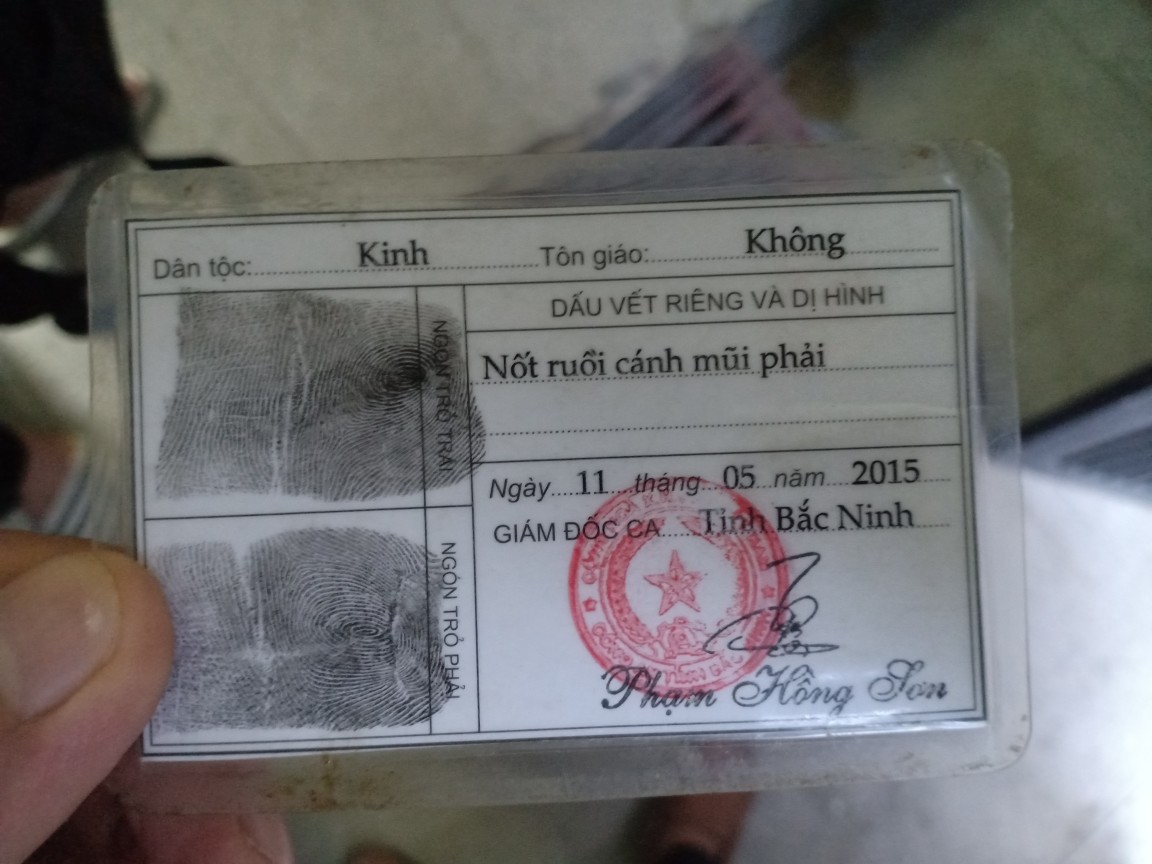 Dân tộc: Kinh Tôn giáo: Không
NGÓN TRỎ TRÁI
DẤU VẾT RIÊNG VÀ DỊ HÌNH
Nốt ruồi cánh mũi phải
NGÓN TRỎ PHẢI
Ngày 11 tháng 05 năm 2015
GIÁM ĐỐC CA Tỉnh Bắc Ninh
Phạm Hồng Sơn